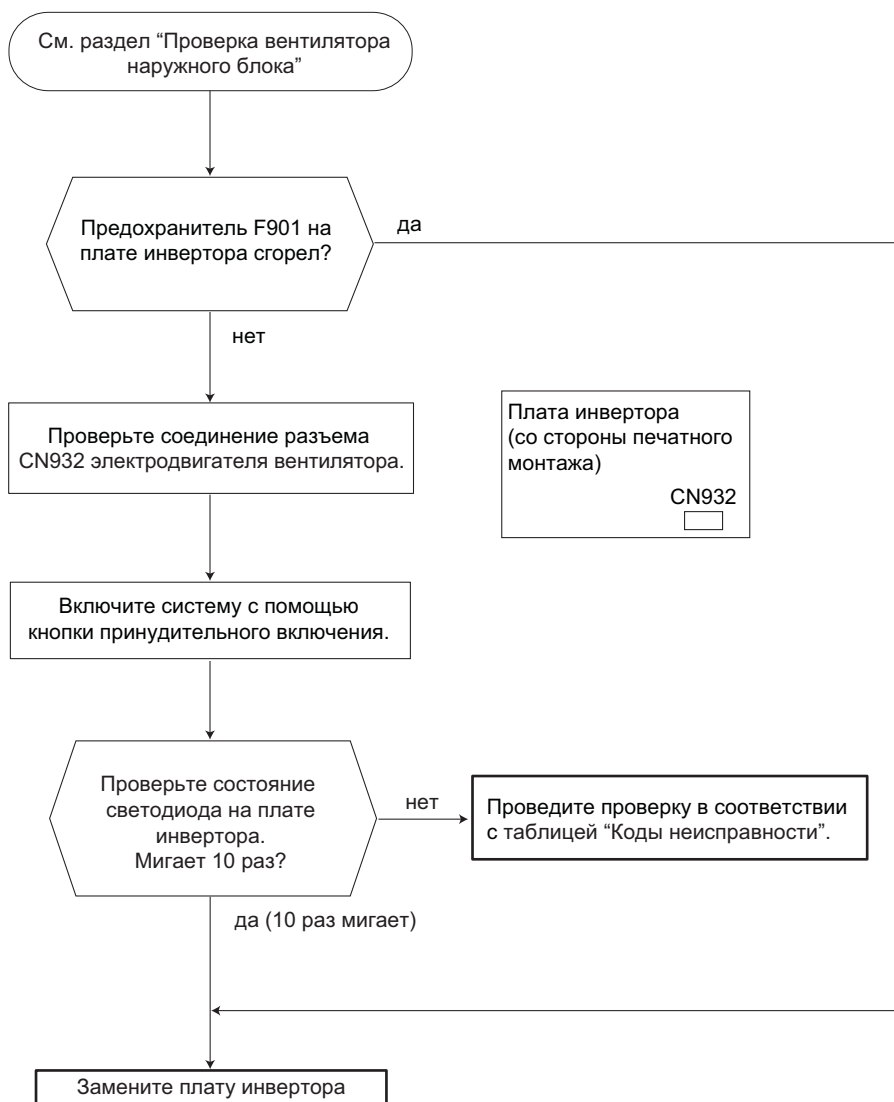 См. раздел “Проверка вентилятора
наружного блока”
Предохранитель F901 на
плате инвертора сгорел?
да
нет
Проверьте соединение разъема
CN932 электродвигателя вентилятора.
Плата инвертора
(со стороны печатного
монтажа)
CN932
Включите систему с помощью
кнопки принудительного включения.
Проверьте состояние
светодиода на плате
инвертора.
Мигает 10 раз?
нет
Проведите проверку в соответствии
с таблицей “Коды неисправности”.
да (10 раз мигает)
Замените плату инвертора